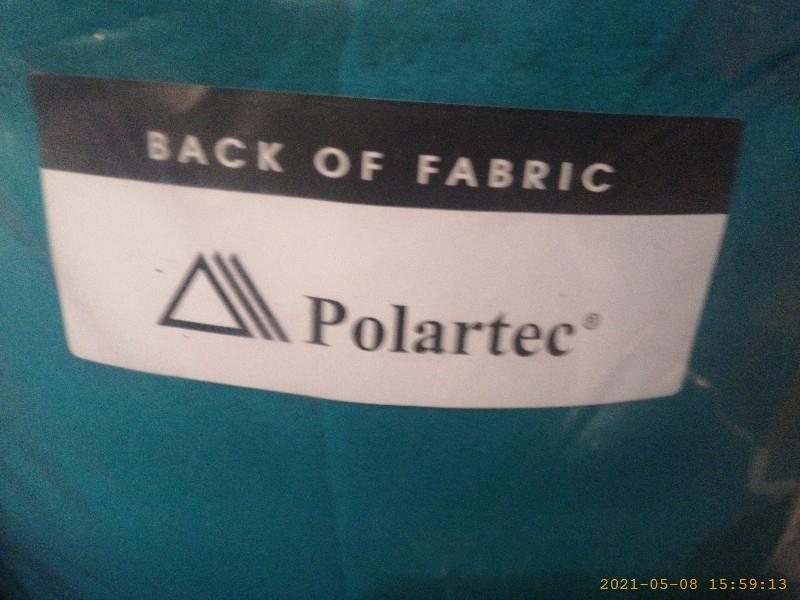 BACK OF FABRIC
Polartec®
2021-05-08 15:59:13